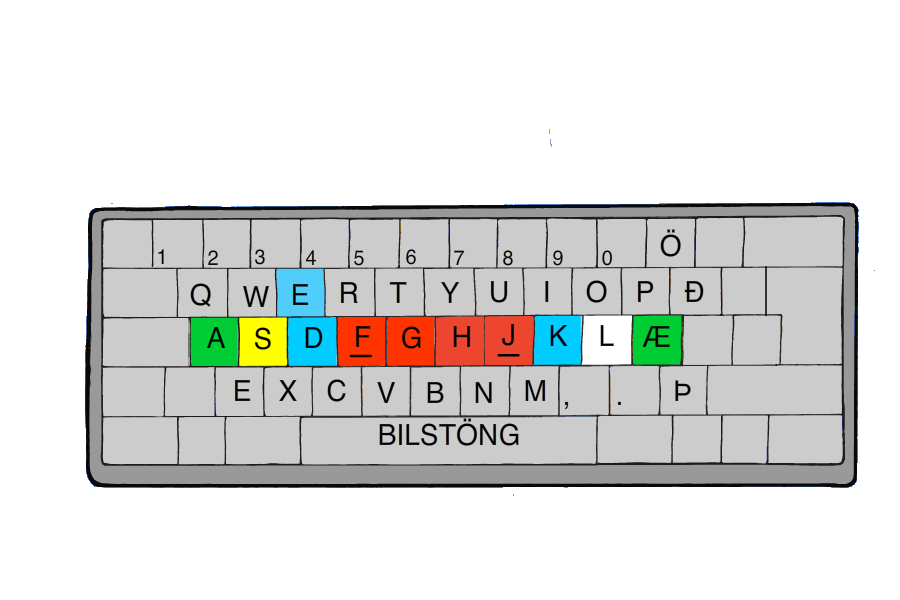 1 2 3 4 5 6 7 8 9 0 Ö
Q W E R T Y U I O P Ð
A S D F G H J K L Æ
E X C V B N M , . Þ
BILSTÖNG